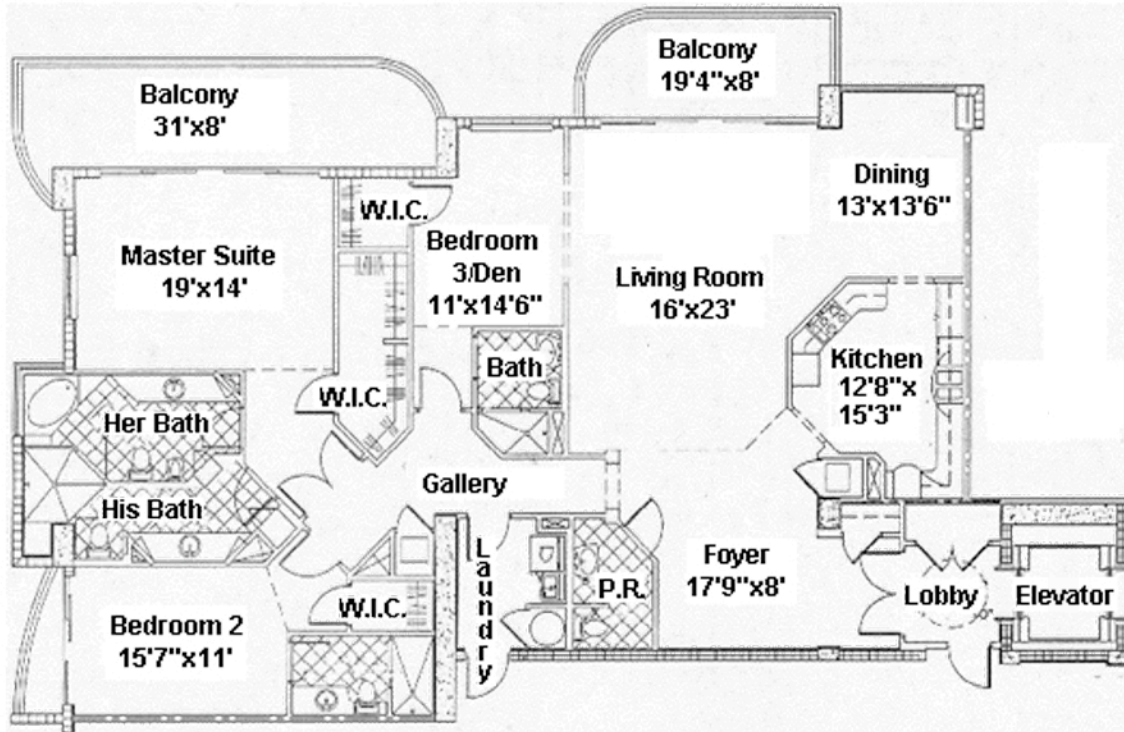 Balcony
19'4"x8'
Balcony
31'x8'
Dining
13'x13'6"
W.I.C.
Bedroom
3/Den
11'x14'6"
Master Suite
19'x14'
Living Room
16'x23'
Bath
Kitchen
12'8"x
15'3"
W.I.C.
Her Bath
Gallery
His Bath
Laundry
Foyer
17'9"x8'
P.R.
Lobby
Elevator
W.I.C.
Bedroom 2
15'7"x11'